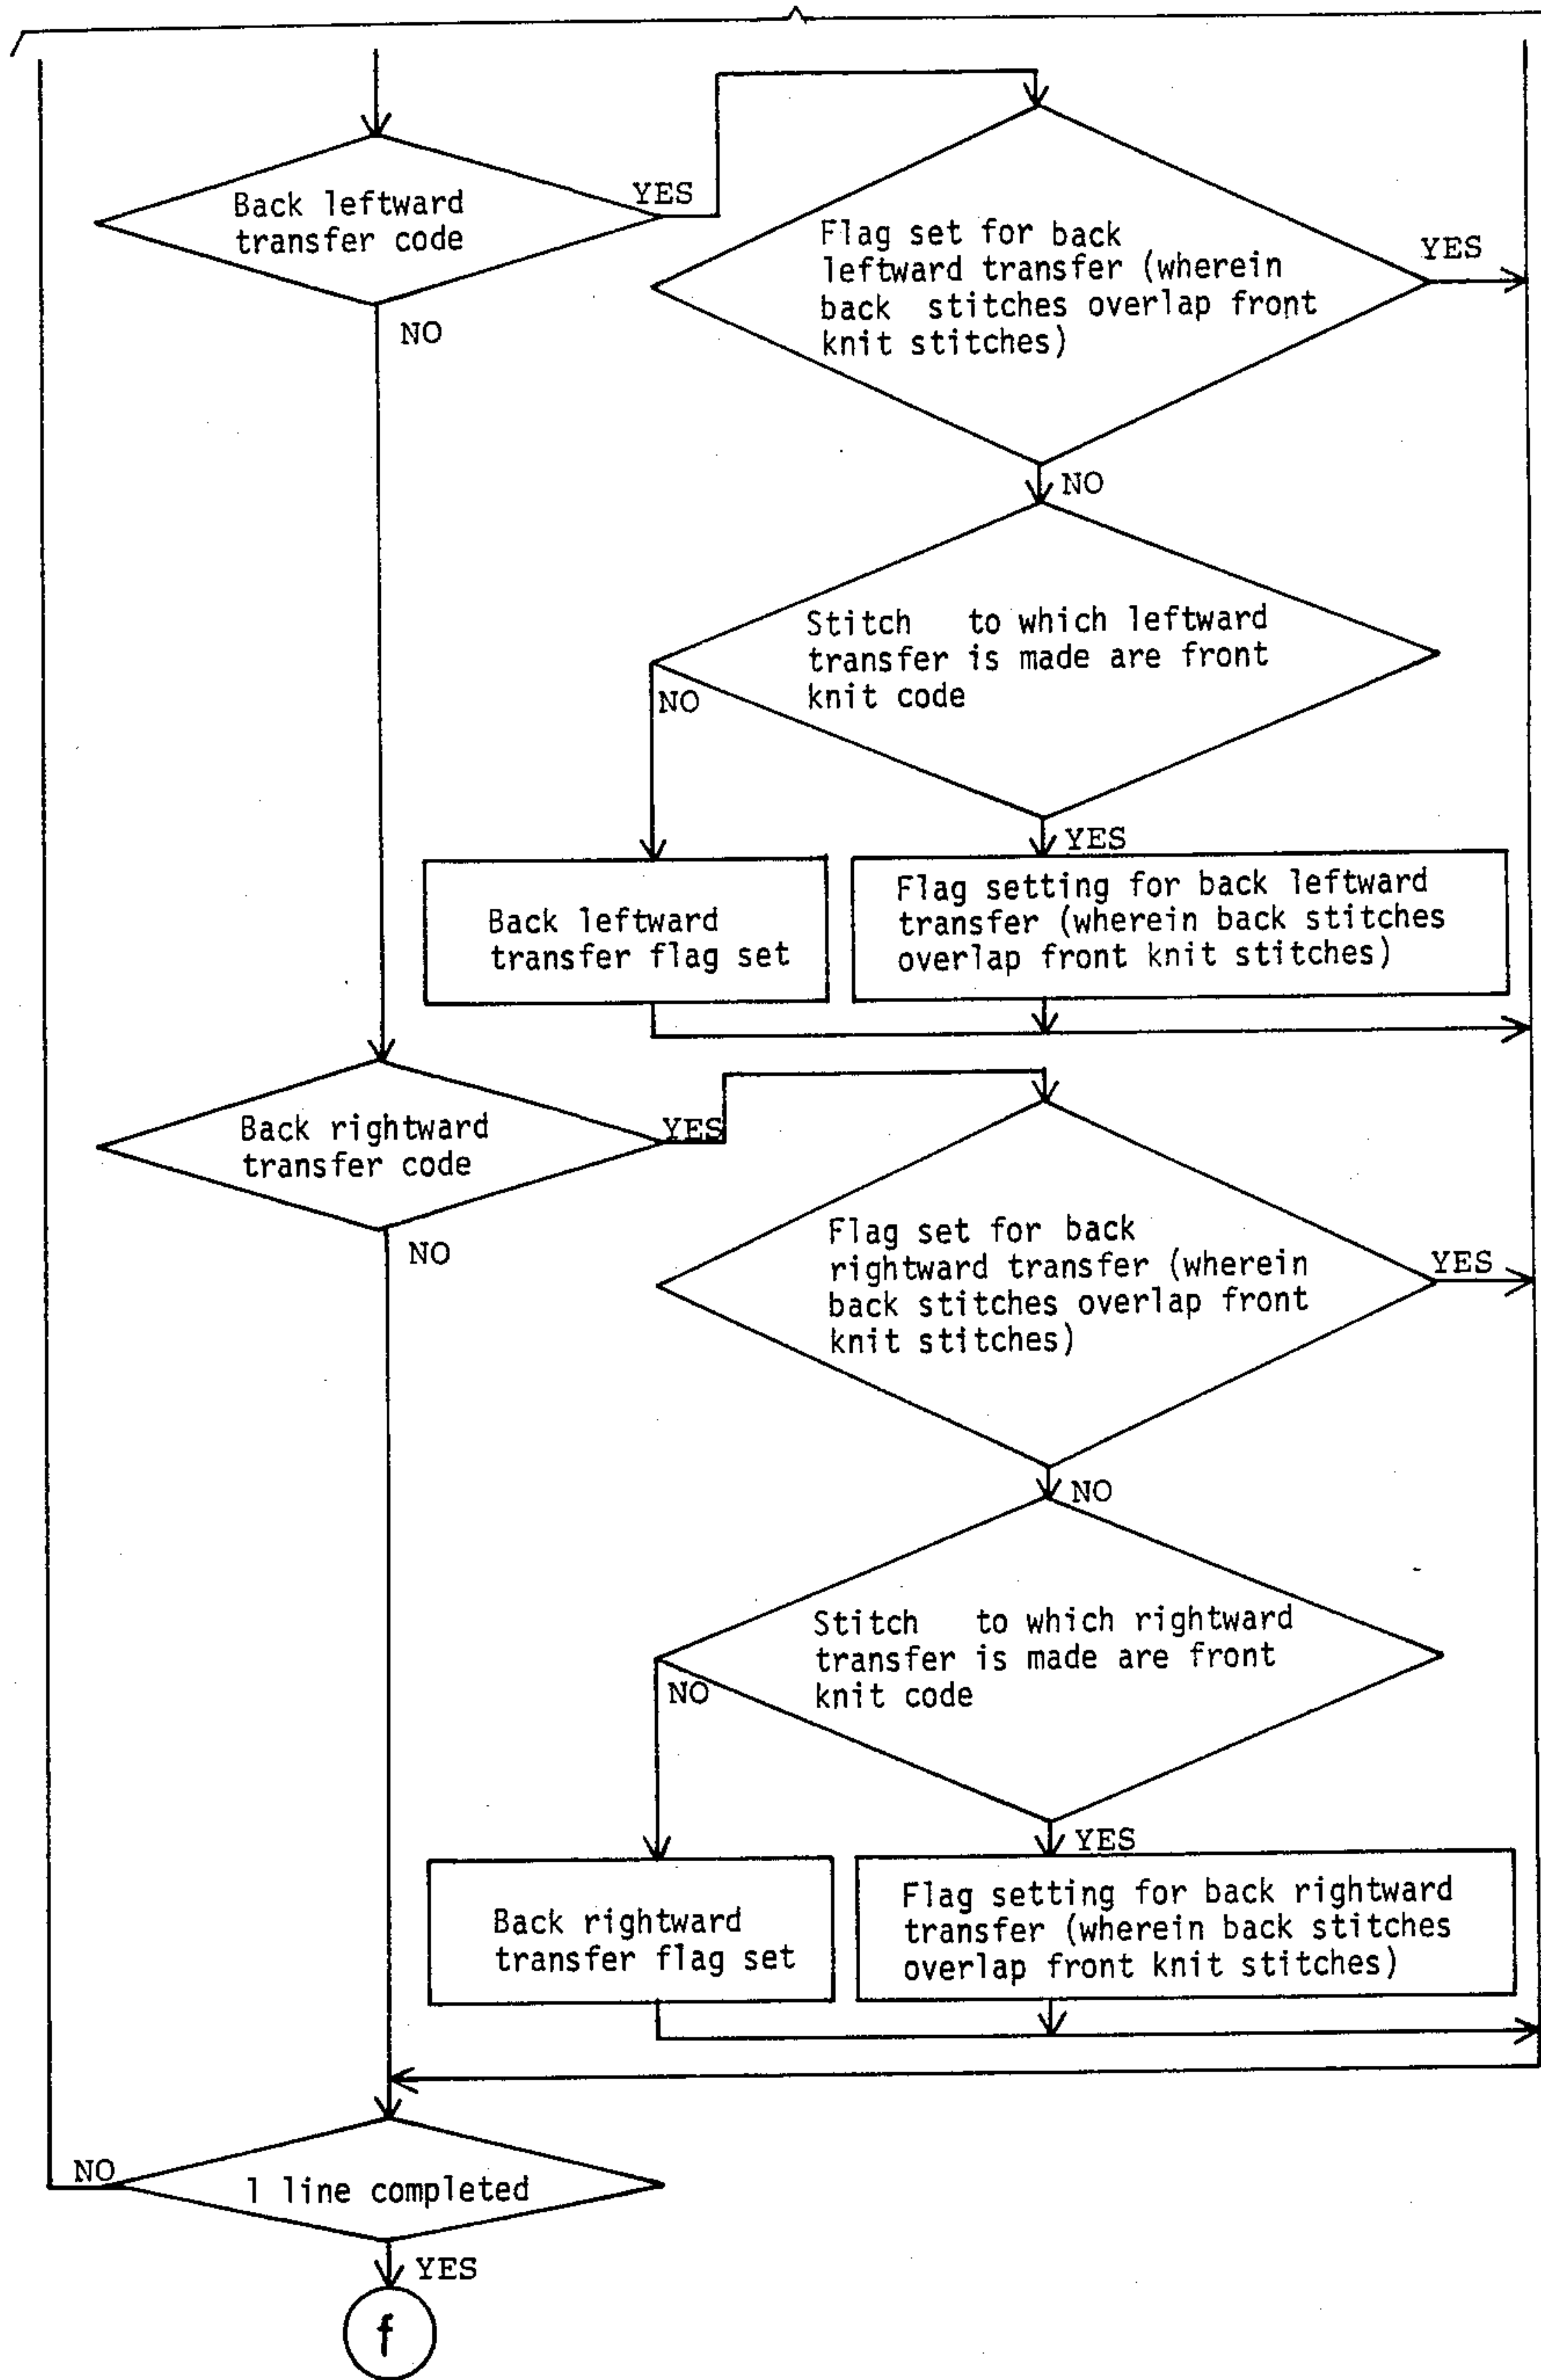 Back leftward
transfer code
YES
NO
Flag set for back
leftward transfer (wherein
back stitches overlap front
knit stitches)
YES
NO
Stitch to which leftward
transfer is made are front
knit code
NO
YES
Back leftward
transfer flag set
Flag setting for back leftward
transfer (wherein back stitches
overlap front knit stitches)
Back rightward
transfer code
YES
NO
Flag set for back
rightward transfer (wherein
back stitches overlap front
knit stitches)
YES
NO
Stitch to which rightward
transfer is made are front
knit code
NO
YES
Back rightward
transfer flag set
Flag setting for back rightward
transfer (wherein back stitches
overlap front knit stitches)
NO
1 line completed
YES
f